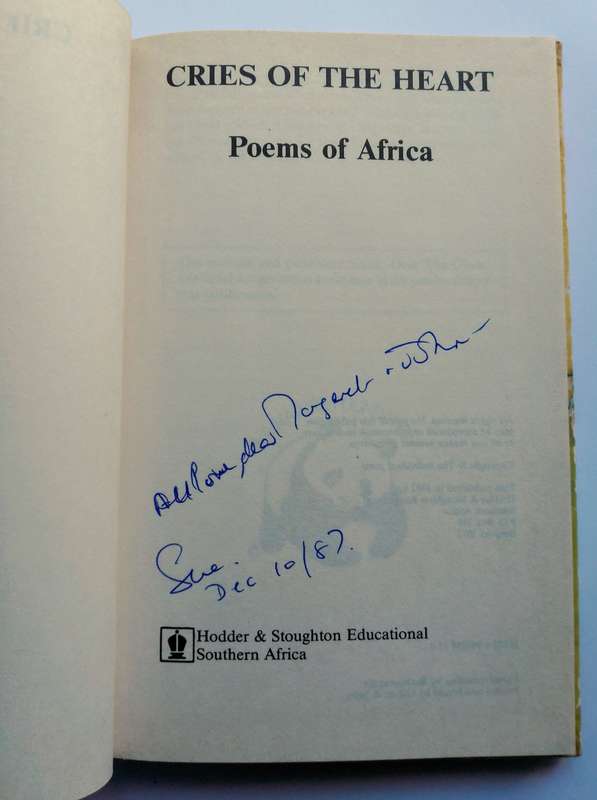 CRIES OF THE HEART
Poems of Africa
All love, dear Margaret + John
Sue.
Dec 10/87.
Hodder & Stoughton Educational
Southern Africa